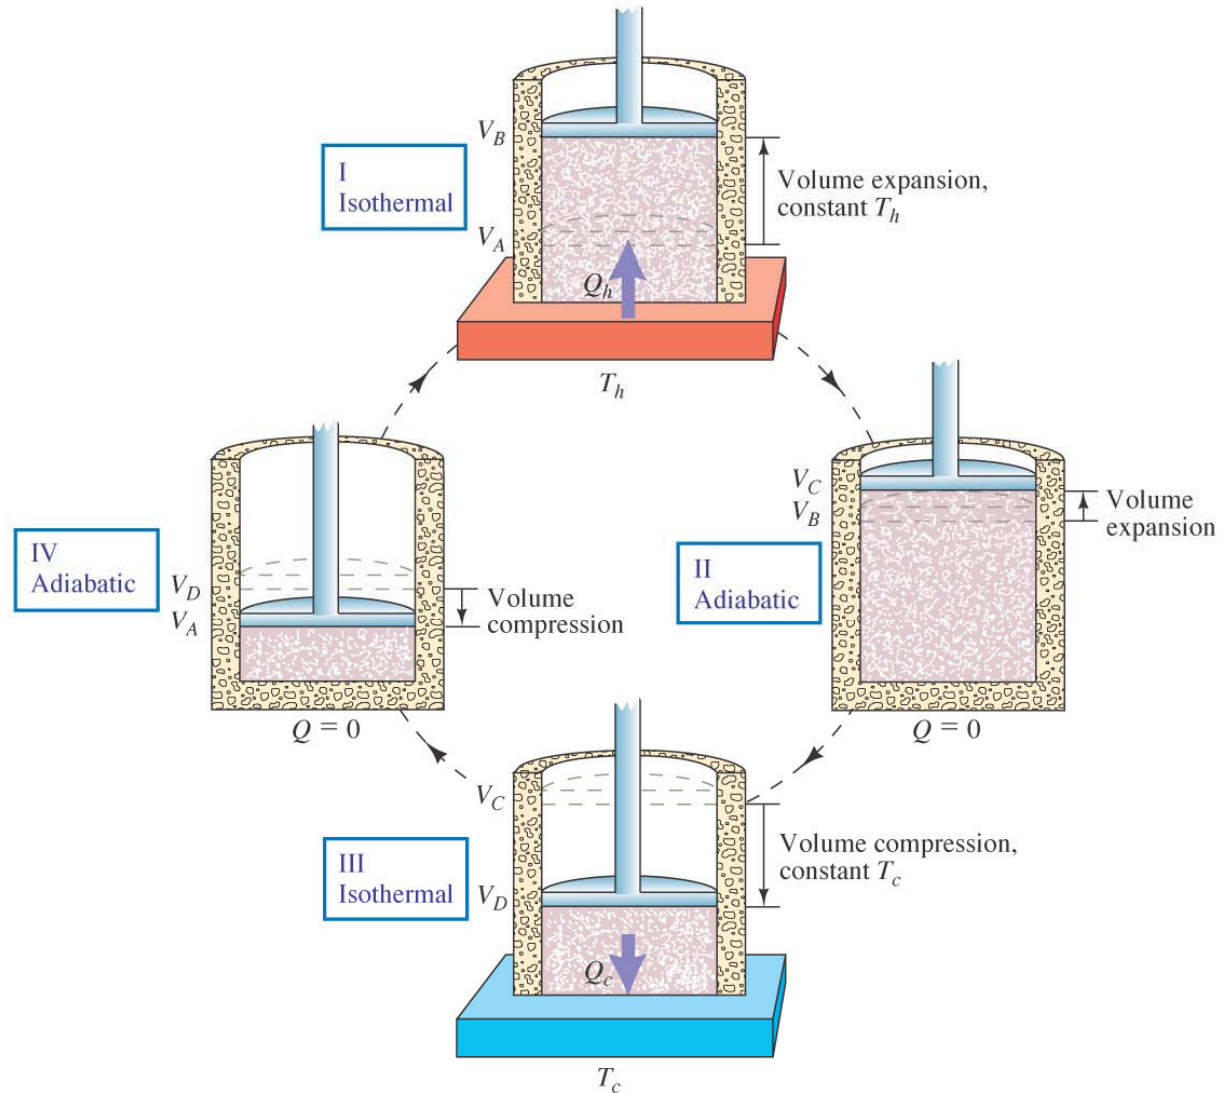 V_B
I
Isothermal
Volume expansion,
constant T_h
V_A
Q_h
T_h
IV
Adiabatic
V_D
V_A
Volume
compression
Q = 0
V_C
V_B
Volume
expansion
II
Adiabatic
Q = 0
V_C
III
Isothermal
Volume compression,
constant T_c
V_D
Q_c
T_c